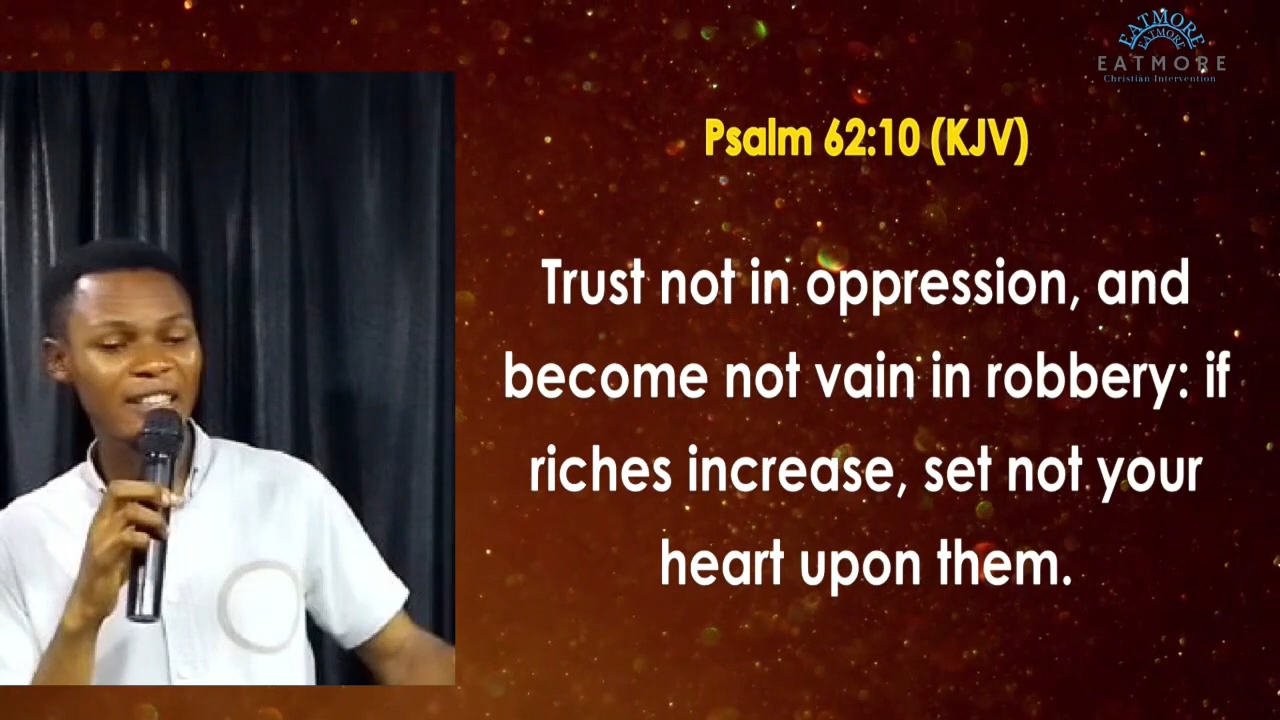 EATMORE
EATMORE
EATMORE
Christian Intervention
Psalm 62:10 (KJV)
Trust not in oppression, and
become not vain in robbery: if
riches increase, set not your
heart upon them.